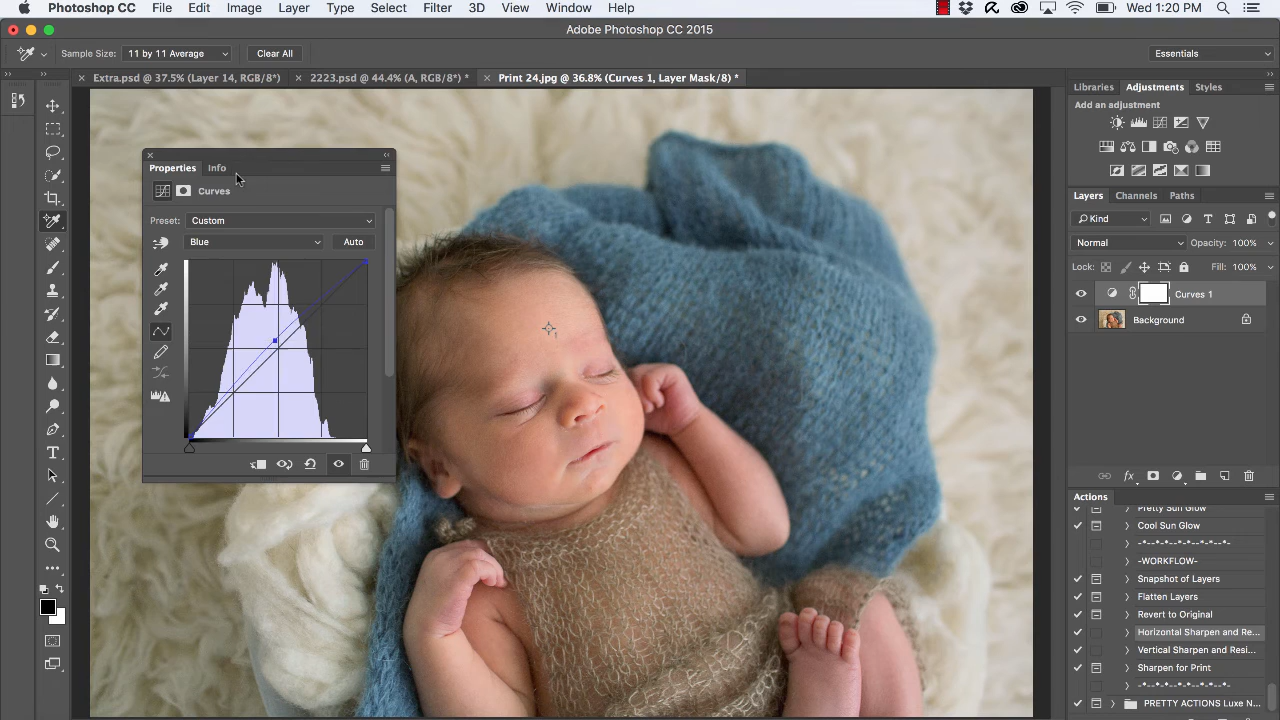 Photoshop CC File Edit Image Layer Type Select Filter 3D View Window Help Wed 1:20 PM
Adobe Photoshop CC 2015
Sample Size: 11 by 11 Average Clear All Essentials
Extra.psd @ 37.5% (Layer 14, RGB/8*) 2223.psd @ 44.4% (A, RGB/8*) * Print 24.jpg @ 36.8% (Curves 1, Layer Mask/8) *
Libraries Adjustments Styles
Add an adjustment
Properties Info
Curves
Preset: Custom
Blue Auto
Layers Channels Paths
Kind
Normal Opacity: 100%
Lock: Fill: 100%
Curves 1
Background
fx
Actions
Pretty Sun Glow
Cool Sun Glow
-*--*-*--*-*--*-*--*--*-
-WORKFLOW-
Snapshot of Layers
Flatten Layers
Revert to Original
Horizontal Sharpen and Re...
Vertical Sharpen and Resi...
Sharpen for Print
-*--*-*--*-*--*-*--*--*-
PRETTY ACTIONS Luxe N...